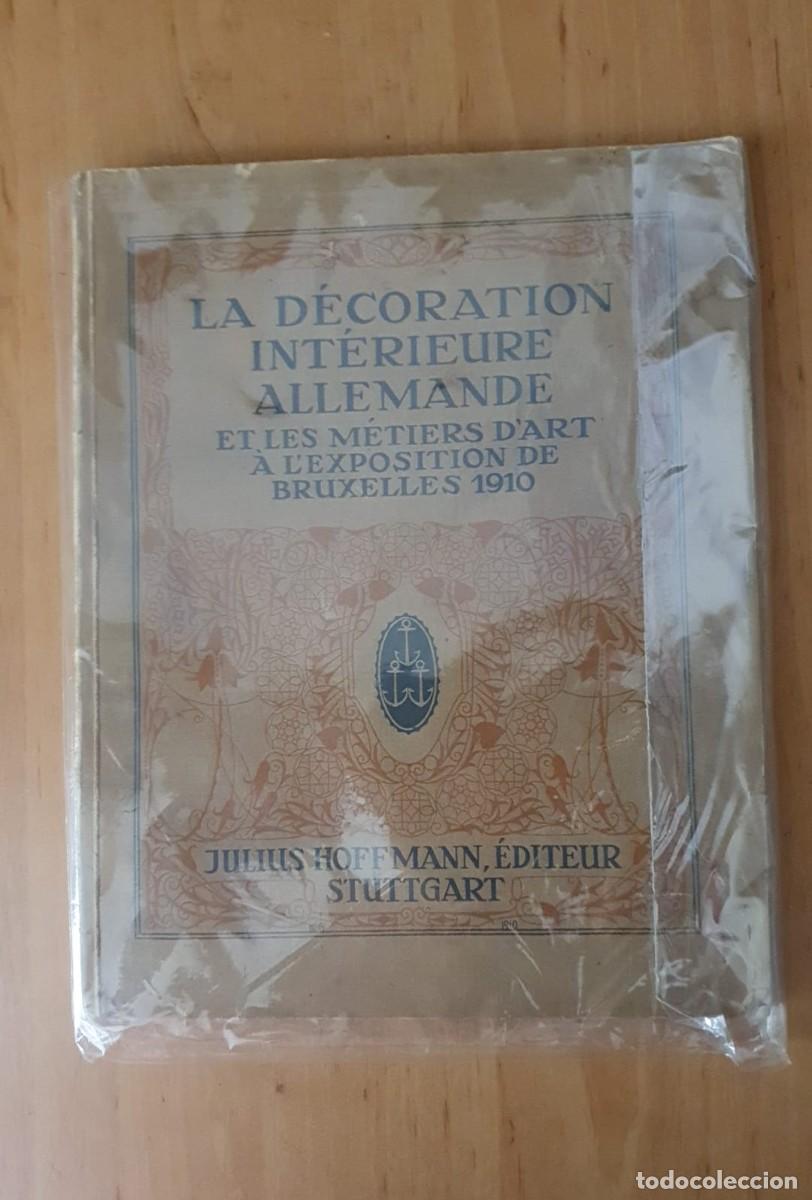 LA DÉCORATION
INTÉRIEURE
ALLEMANDE
ET LES MÉTIERS D'ART
À L'EXPOSITION DE
BRUXELLES 1910
JULIUS HOFFMANN, ÉDITEUR
STUTTGART
todocoleccion